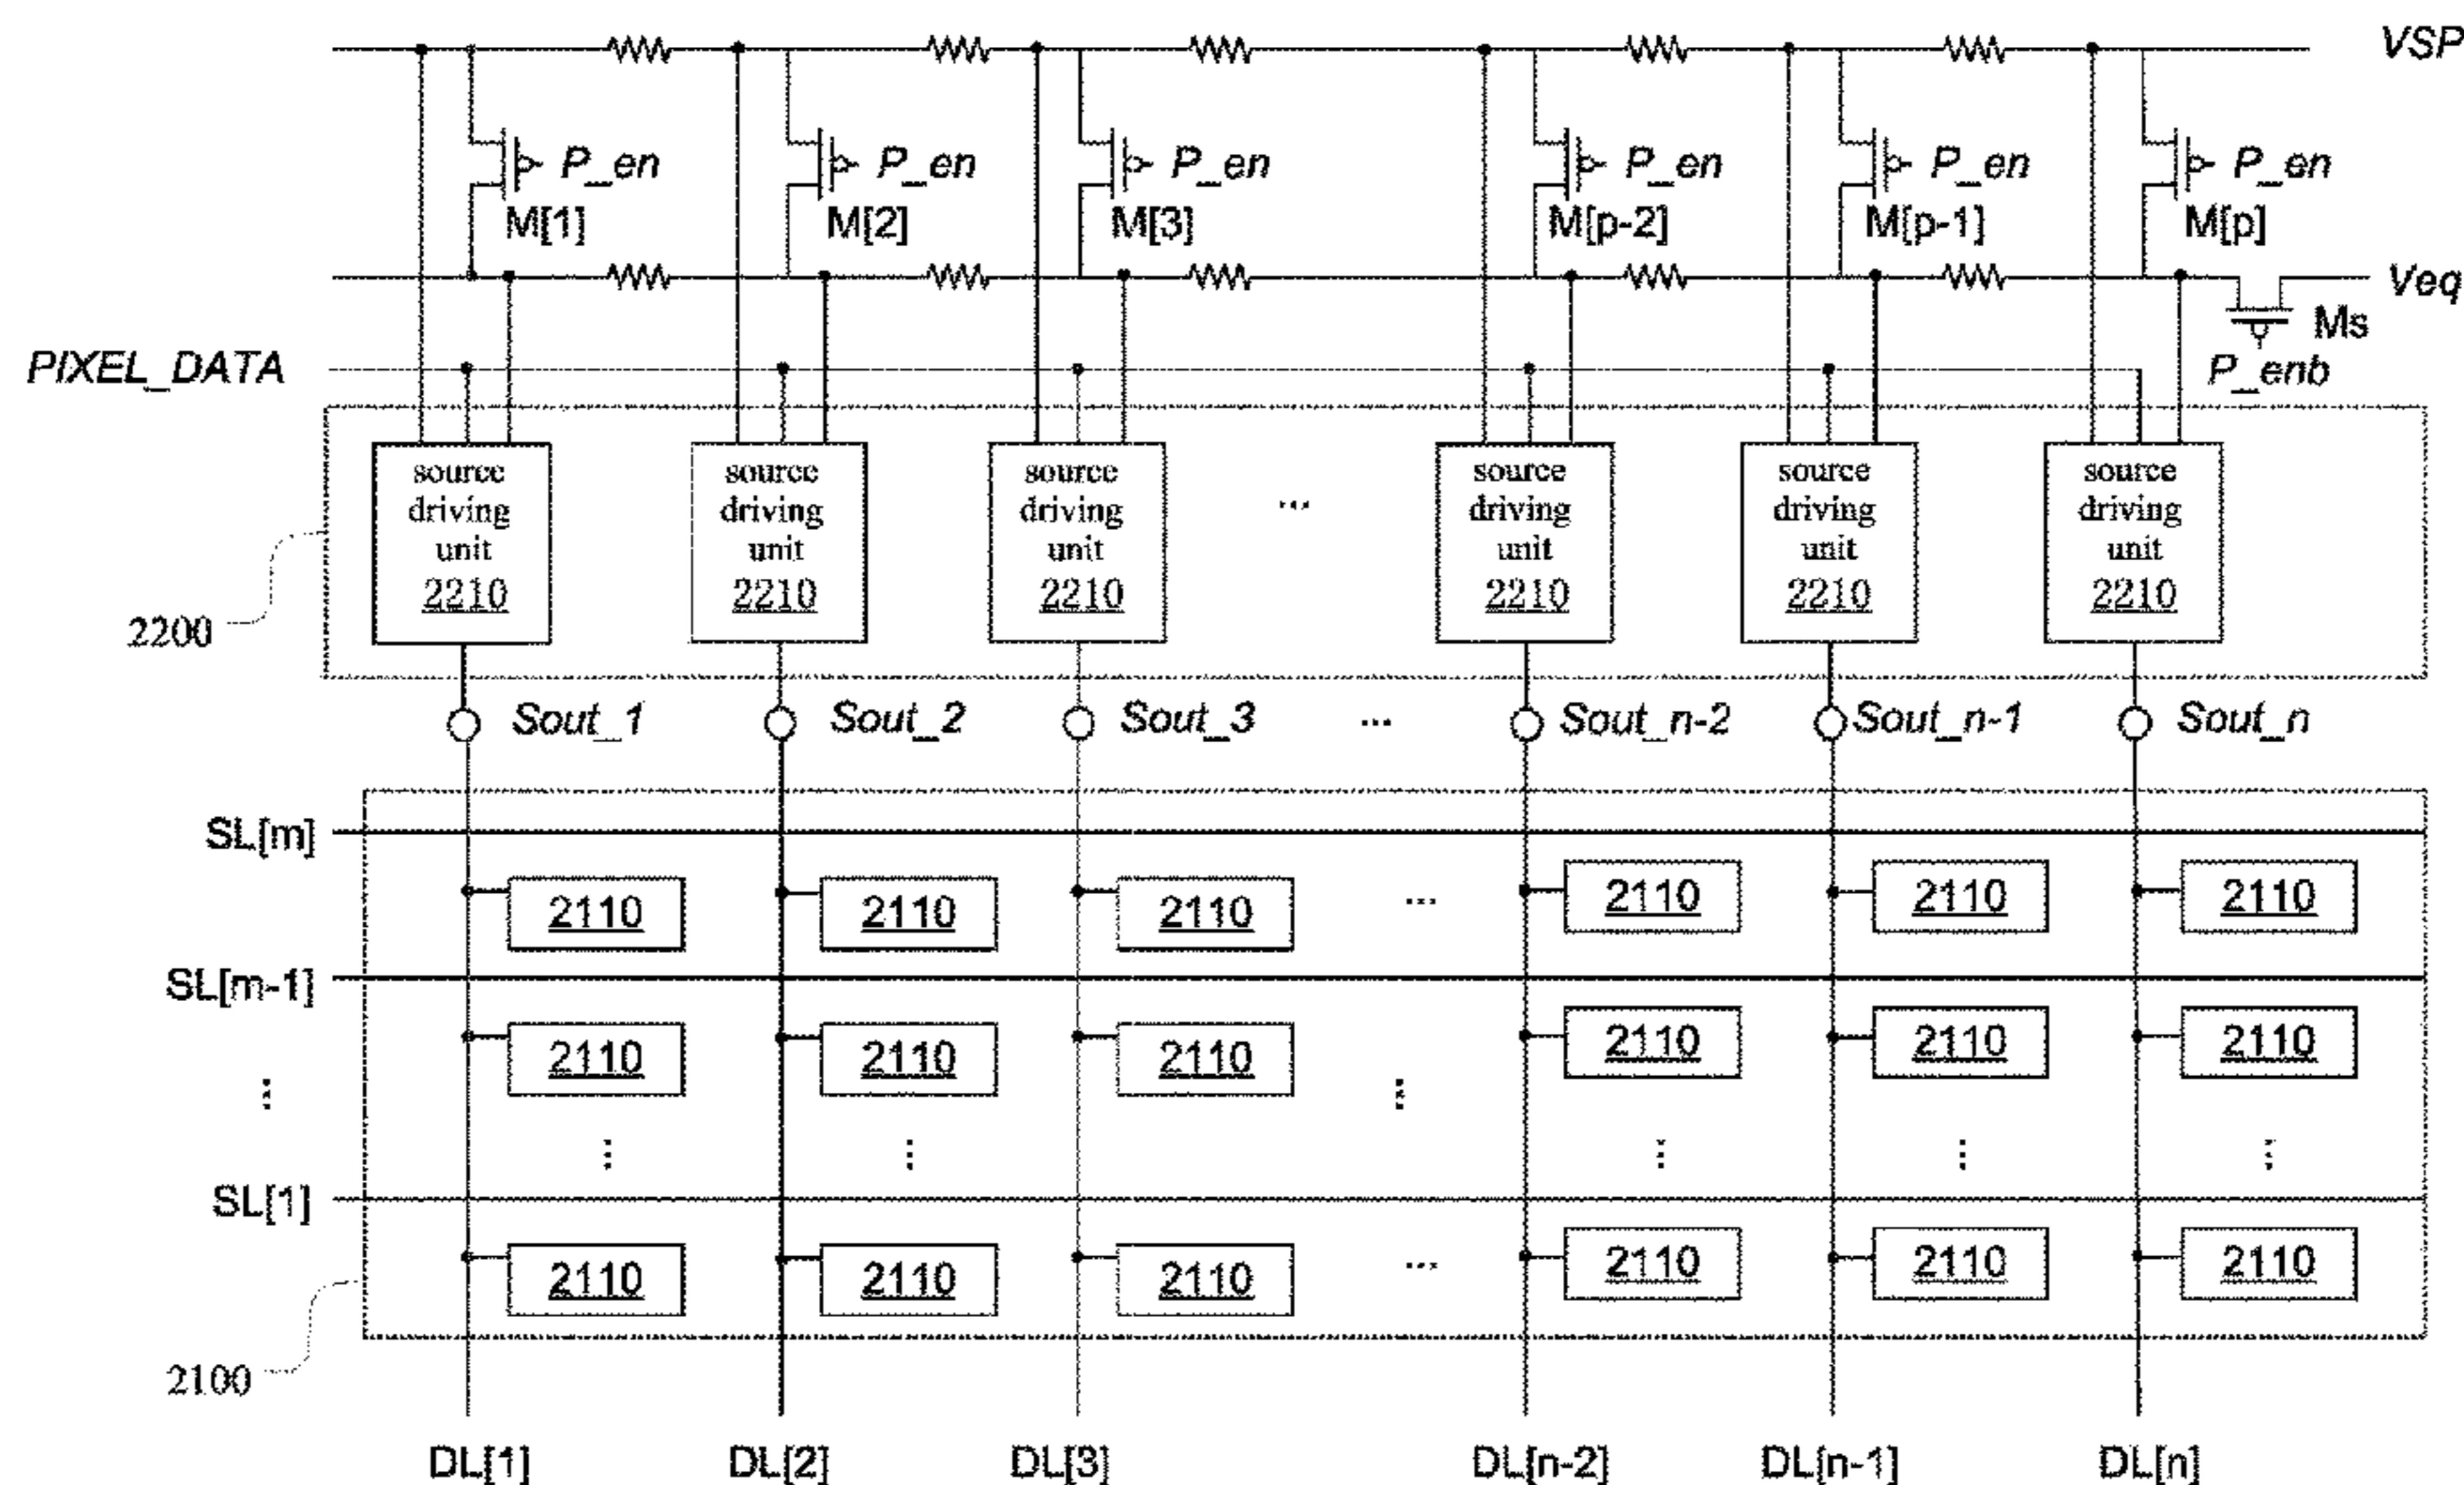 VSP
P_en P_en P_en P_en P_en P_en
M[1] M[2] M[3] M[p-2] M[p-1] M[p]
Veq
Ms
PIXEL_DATA
P_enb
source source source source source source
driving driving driving ... driving driving driving
unit unit unit unit unit unit
2210 2210 2210 2210 2210 2210
2200
Sout_1 Sout_2 Sout_3 ... Sout_n-2 Sout_n-1 Sout_n
SL[m]
2110 2110 2110 ... 2110 2110 2110
SL[m-1]
2110 2110 2110 2110 2110 2110
... ...
... ... ... ... ...
SL[1]
2110 2110 2110 ... 2110 2110 2110
2100
DL[1] DL[2] DL[3] DL[n-2] DL[n-1] DL[n]